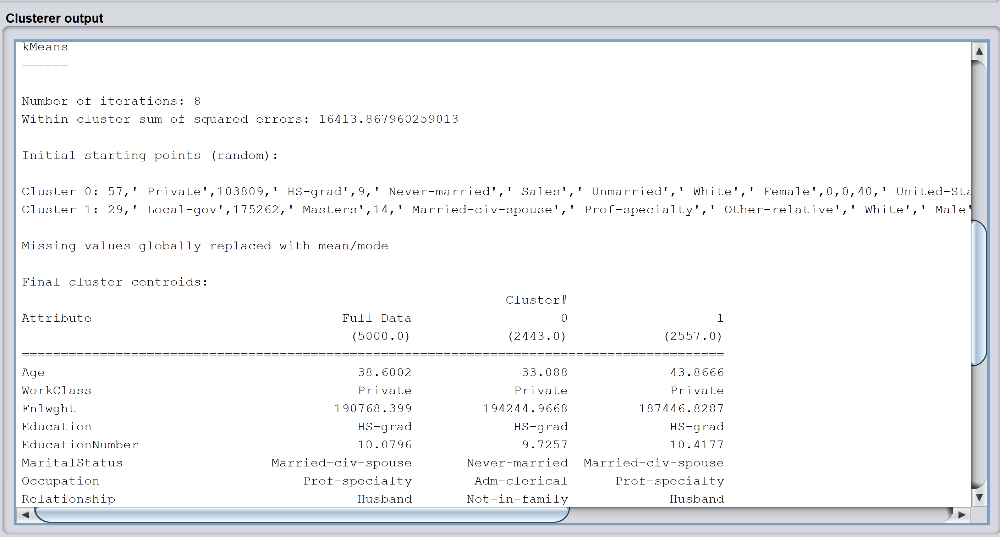 Clusterer output
kMeans
======
Number of iterations: 8
Within cluster sum of squared errors: 16413.867960259013
Initial starting points (random):
Cluster 0: 57,' Private',103809,' HS-grad',9,' Never-married',' Sales',' Unmarried',' White',' Female',0,0,40,' United-Sta
Cluster 1: 29,' Local-gov',175262,' Masters',14,' Married-civ-spouse',' Prof-specialty',' Other-relative',' White',' Male'
Missing values globally replaced with mean/mode
Final cluster centroids:
Cluster#
Attribute Full Data 0 1
(5000.0) (2443.0) (2557.0)
==========================================================================================
Age 38.6002 33.088 43.8666
WorkClass Private Private Private
Fnlwght 190768.399 194244.9668 187446.8287
Education HS-grad HS-grad HS-grad
EducationNumber 10.0796 9.7257 10.4177
MaritalStatus Married-civ-spouse Never-married Married-civ-spouse
Occupation Prof-specialty Adm-clerical Prof-specialty
Relationship Husband Not-in-family Husband